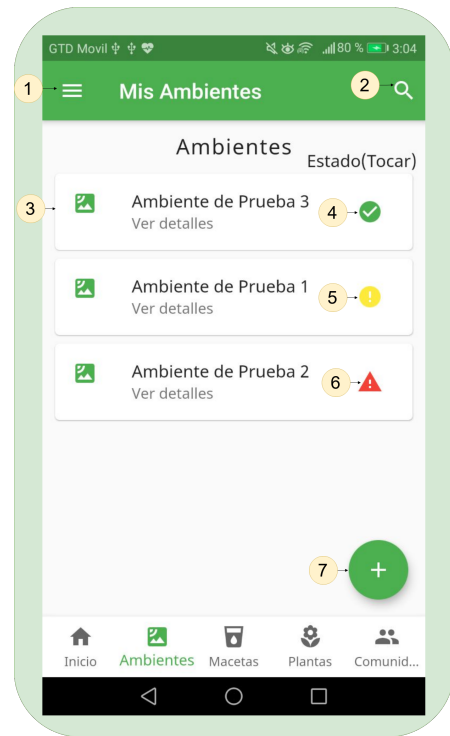 GTD Movil 80 % 3:04
1 Mis Ambientes 2
Ambientes
Estado(Tocar)
3 Ambiente de Prueba 3 4
Ver detalles
Ambiente de Prueba 1 5
Ver detalles
Ambiente de Prueba 2 6
Ver detalles
7 +
Inicio Ambientes Macetas Plantas Comunid...